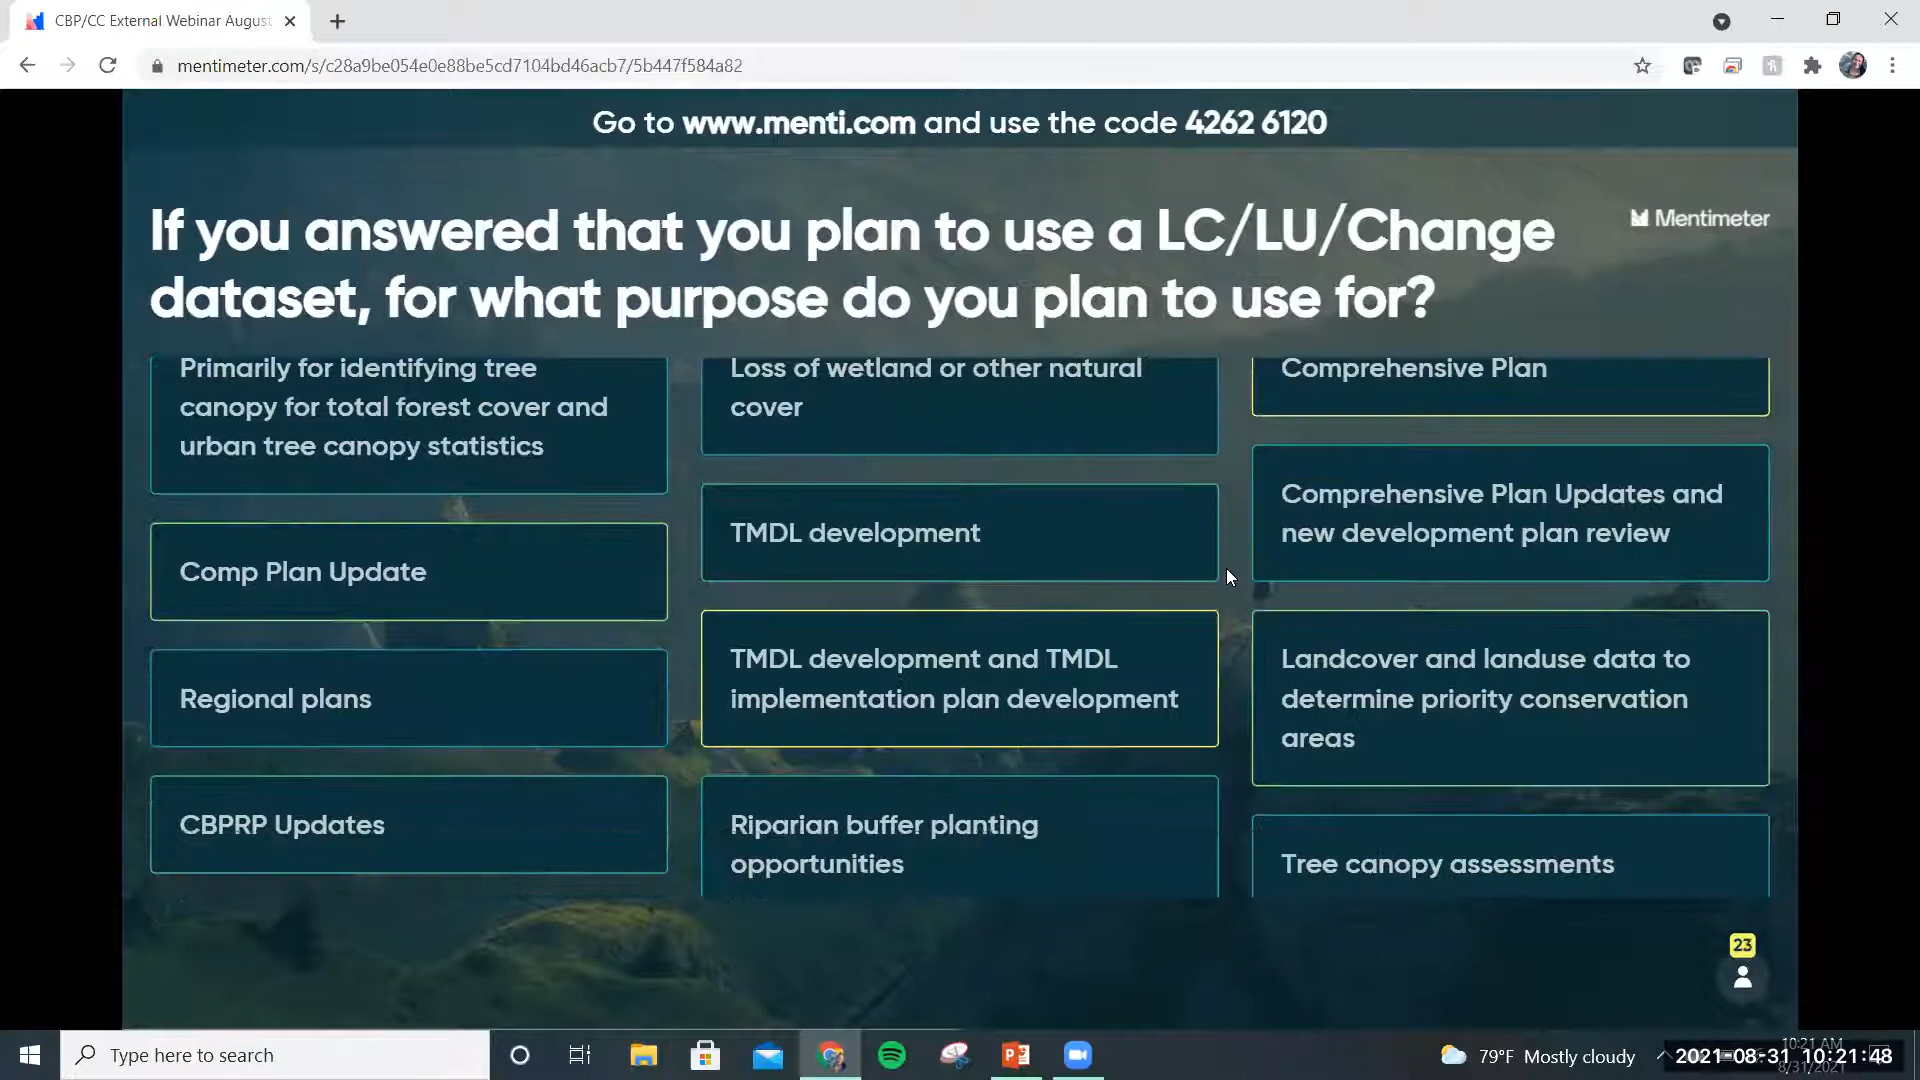 CBP/CC External Webinar August
mentimeter.com/s/c28a9be054e0e88be5cd7104bd46acb7/5b447f584a82
Go to www.menti.com and use the code 4262 6120
If you answered that you plan to use a LC/LU/Change
dataset, for what purpose do you plan to use for?
Mentimeter
Primarily for identifying tree
canopy for total forest cover and
urban tree canopy statistics
Comp Plan Update
Regional plans
CBPRP Updates
Loss of wetland or other natural
cover
TMDL development
TMDL development and TMDL
implementation plan development
Riparian buffer planting
opportunities
Comprehensive Plan
Comprehensive Plan Updates and
new development plan review
Landcover and landuse data to
determine priority conservation
areas
Tree canopy assessments
23
Type here to search
79°F Mostly cloudy
10:21 AM
2021-08-31 10:21:48
8/31/2021